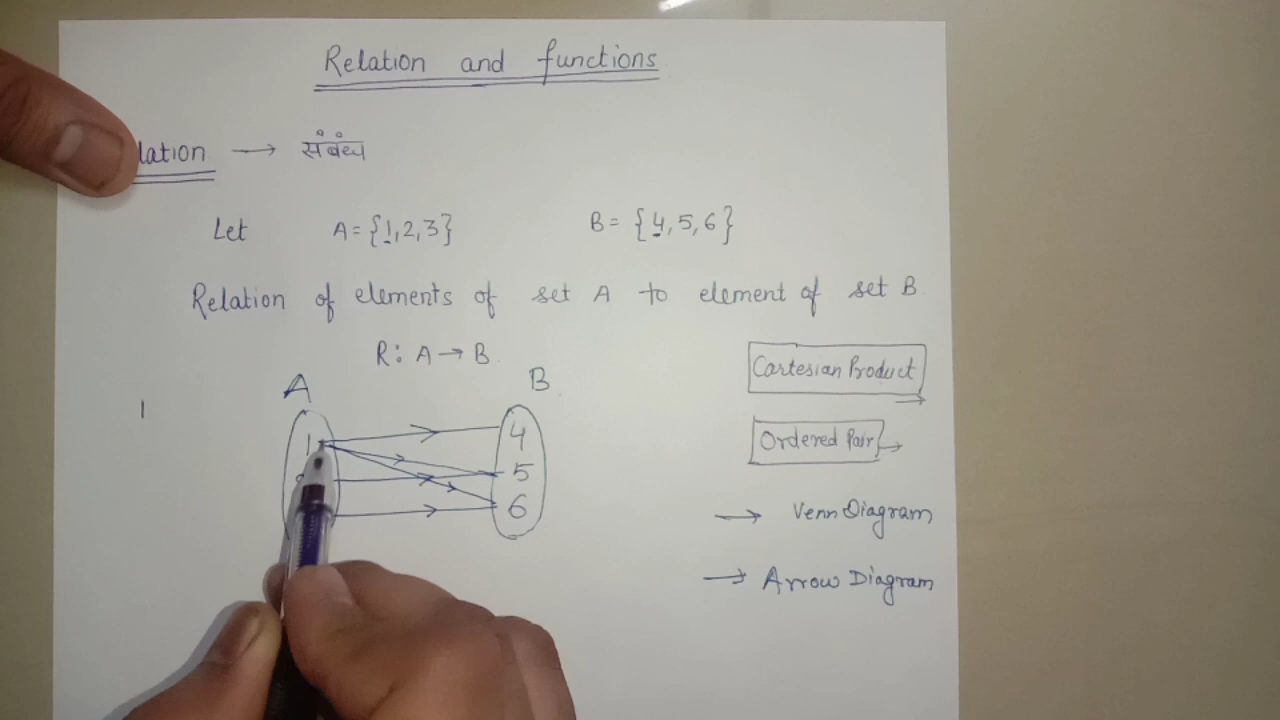 Relation and functions
lation → संबंध
Let A = {1,2,3} B = {4,5,6}
Relation of elements of set A to element of set B
R: A → B
Cartesian Product
Ordered Pair
→ Venn Diagram
→ Arrow Diagram
A B
1
1 4
5
6